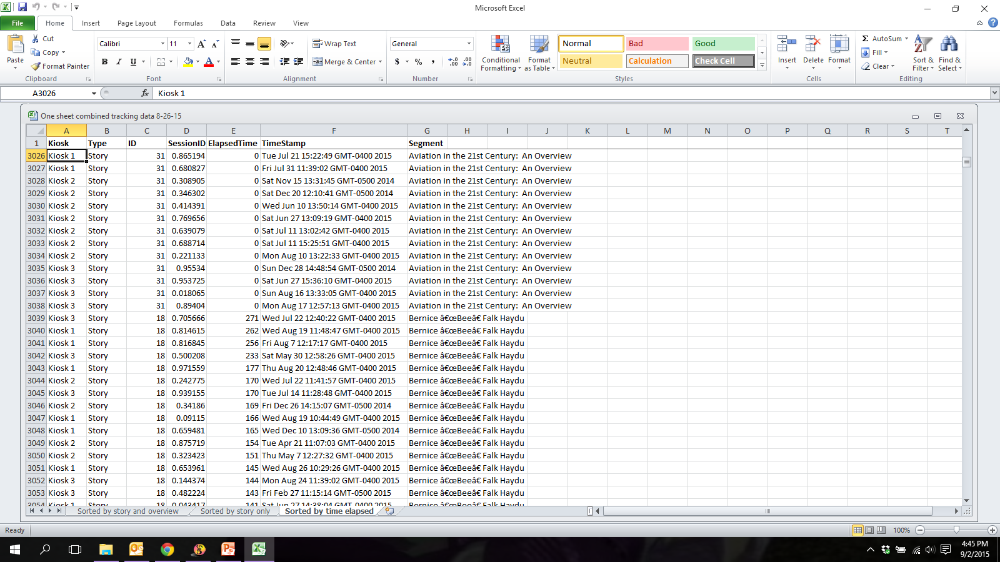 Microsoft Excel
File Home Insert Page Layout Formulas Data Review View
Paste Cut Copy Format Painter Clipboard
Calibri 11 B I U Font
Wrap Text Merge & Center Alignment
General $ % , Number
Conditional Formatting Format as Table Normal Bad Good Neutral Calculation Check Cell Styles
Insert Delete Format Cells
Σ AutoSum Fill Clear Sort & Filter Find & Select Editing
A3026 fx Kiosk 1
One sheet combined tracking data 8-26-15
A B C D E F G H I J K L M N O P Q R S T
1 Kiosk Type ID SessionID ElapsedTime TimeStamp Segment
3026 Kiosk 1 Story 31 0.865194 0 Tue Jul 21 15:22:49 GMT-0400 2015 Aviation in the 21st Century: An Overview
3027 Kiosk 1 Story 31 0.680827 0 Fri Jul 31 11:39:02 GMT-0400 2015 Aviation in the 21st Century: An Overview
3028 Kiosk 2 Story 31 0.308905 0 Sat Nov 15 13:31:45 GMT-0500 2014 Aviation in the 21st Century: An Overview
3029 Kiosk 2 Story 31 0.346302 0 Sat Dec 20 12:10:41 GMT-0500 2014 Aviation in the 21st Century: An Overview
3030 Kiosk 2 Story 31 0.414391 0 Wed Jun 10 13:50:14 GMT-0400 2015 Aviation in the 21st Century: An Overview
3031 Kiosk 2 Story 31 0.769656 0 Sat Jun 27 13:09:19 GMT-0400 2015 Aviation in the 21st Century: An Overview
3032 Kiosk 2 Story 31 0.639079 0 Sat Jul 11 13:02:42 GMT-0400 2015 Aviation in the 21st Century: An Overview
3033 Kiosk 2 Story 31 0.688714 0 Sat Jul 11 15:25:51 GMT-0400 2015 Aviation in the 21st Century: An Overview
3034 Kiosk 2 Story 31 0.221133 0 Mon Aug 10 13:22:33 GMT-0400 2015 Aviation in the 21st Century: An Overview
3035 Kiosk 3 Story 31 0.95534 0 Sun Dec 28 14:48:54 GMT-0500 2014 Aviation in the 21st Century: An Overview
3036 Kiosk 3 Story 31 0.953725 0 Sat Jun 27 15:36:10 GMT-0400 2015 Aviation in the 21st Century: An Overview
3037 Kiosk 3 Story 31 0.018065 0 Sun Aug 16 13:33:05 GMT-0400 2015 Aviation in the 21st Century: An Overview
3038 Kiosk 3 Story 31 0.89404 0 Mon Aug 17 12:57:13 GMT-0400 2015 Aviation in the 21st Century: An Overview
3039 Kiosk 3 Story 18 0.705666 271 Wed Jul 22 12:40:22 GMT-0400 2015 Bernice â€œBeeâ€ Falk Haydu
3040 Kiosk 1 Story 18 0.814615 262 Wed Aug 19 11:48:47 GMT-0400 2015 Bernice â€œBeeâ€ Falk Haydu
3041 Kiosk 1 Story 18 0.816845 256 Fri Aug 7 12:17:17 GMT-0400 2015 Bernice â€œBeeâ€ Falk Haydu
3042 Kiosk 3 Story 18 0.500208 233 Sat May 30 12:58:26 GMT-0400 2015 Bernice â€œBeeâ€ Falk Haydu
3043 Kiosk 1 Story 18 0.971559 177 Thu Aug 20 12:48:46 GMT-0400 2015 Bernice â€œBeeâ€ Falk Haydu
3044 Kiosk 2 Story 18 0.242775 170 Wed Jul 22 11:41:57 GMT-0400 2015 Bernice â€œBeeâ€ Falk Haydu
3045 Kiosk 3 Story 18 0.939155 170 Tue Jul 14 11:28:48 GMT-0400 2015 Bernice â€œBeeâ€ Falk Haydu
3046 Kiosk 2 Story 18 0.34186 169 Fri Dec 26 14:15:07 GMT-0500 2014 Bernice â€œBeeâ€ Falk Haydu
3047 Kiosk 1 Story 18 0.09115 166 Wed Aug 19 10:44:49 GMT-0400 2015 Bernice â€œBeeâ€ Falk Haydu
3048 Kiosk 1 Story 18 0.659481 165 Wed Dec 10 13:09:36 GMT-0500 2014 Bernice â€œBeeâ€ Falk Haydu
3049 Kiosk 2 Story 18 0.875719 154 Tue Apr 21 11:07:03 GMT-0400 2015 Bernice â€œBeeâ€ Falk Haydu
3050 Kiosk 2 Story 18 0.323423 151 Thu May 7 12:27:32 GMT-0400 2015 Bernice â€œBeeâ€ Falk Haydu
3051 Kiosk 1 Story 18 0.653961 145 Wed Aug 26 10:29:26 GMT-0400 2015 Bernice â€œBeeâ€ Falk Haydu
3052 Kiosk 3 Story 18 0.144374 144 Mon Aug 24 11:39:02 GMT-0400 2015 Bernice â€œBeeâ€ Falk Haydu
3053 Kiosk 3 Story 18 0.482224 143 Fri Feb 27 11:15:14 GMT-0500 2015 Bernice â€œBeeâ€ Falk Haydu
3054 Kiosk 1 Story 18 0.043417 141 Sat Jun 27 14:38:04 GMT-0400 2015 Bernice â€œBeeâ€ Falk Haydu
Sorted by story and overview Sorted by story only Sorted by time elapsed
Ready 100%
4:45 PM
9/2/2015